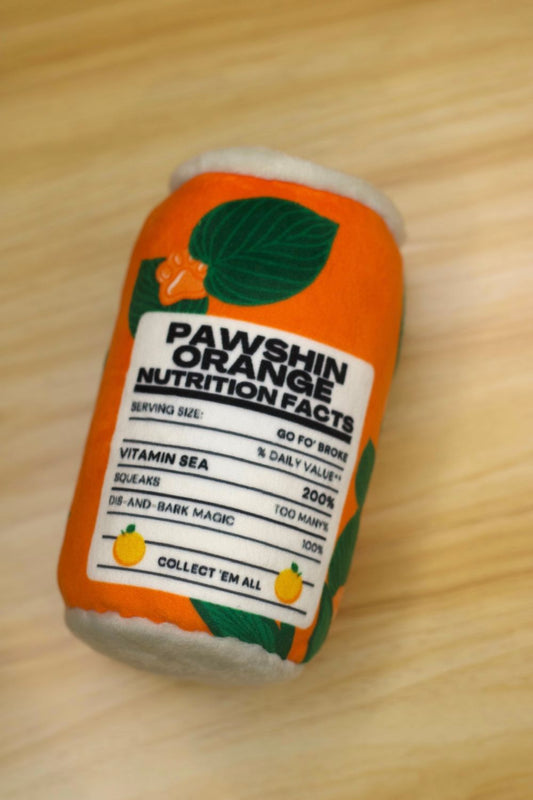 PAWSHIN
ORANGE
NUTRITION FACTS
SERVING SIZE:
GO FO' BROKE
% DAILY VALUE**
VITAMIN SEA 200%
SQUEAKS TOO MANY%
DIS-AND-BARK MAGIC 100%
COLLECT 'EM ALL